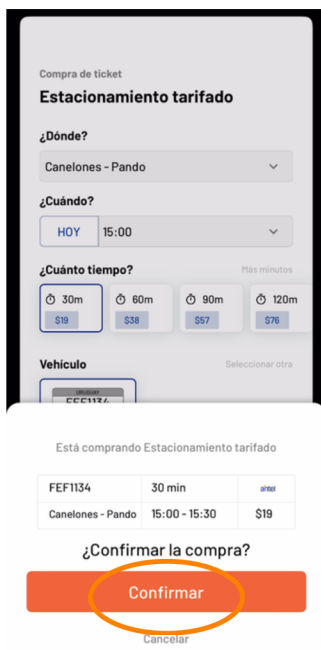 Compra de ticket
Estacionamiento tarifado
¿Dónde?
Canelones - Pando
¿Cuándo?
HOY 15:00
¿Cuánto tiempo? Más minutos
30m 60m 90m 120m
$19 $38 $57 $76
Vehículo Seleccionar otra
URUGUAY
FEF1134
Está comprando Estacionamiento tarifado
FEF1134 30 min antel
Canelones - Pando 15:00 - 15:30 $19
¿Confirmar la compra?
Confirmar
Cancelar